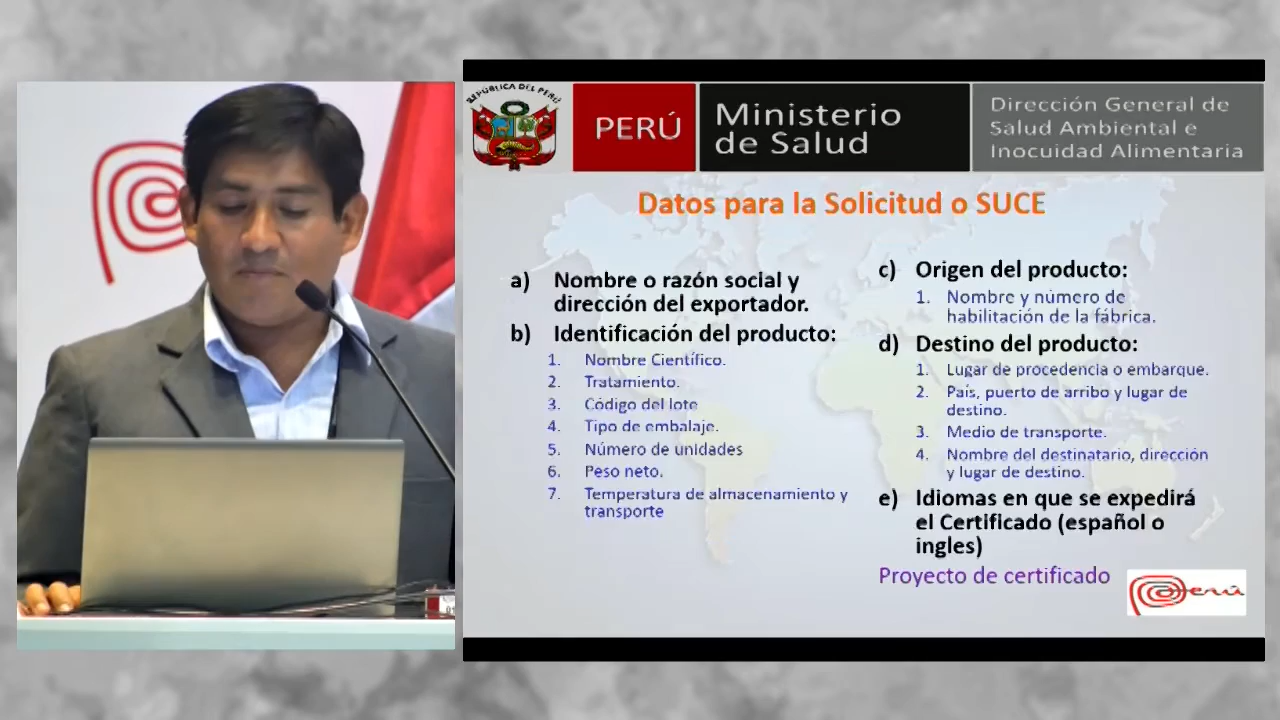 REPÚBLICA DEL PERÚ
PERÚ
Ministerio
de Salud
Dirección General de
Salud Ambiental e
Inocuidad Alimentaria
Datos para la Solicitud o SUCE
a) Nombre o razón social y
dirección del exportador.
b) Identificación del producto:
1. Nombre Científico.
2. Tratamiento.
3. Código del lote
4. Tipo de embalaje.
5. Número de unidades
6. Peso neto.
7. Temperatura de almacenamiento y
transporte
c) Origen del producto:
1. Nombre y número de
habilitación de la fábrica.
d) Destino del producto:
1. Lugar de procedencia o embarque.
2. País, puerto de arribo y lugar de
destino.
3. Medio de transporte.
4. Nombre del destinatario, dirección
y lugar de destino.
e) Idiomas en que se expedirá
el Certificado (español o
ingles)
Proyecto de certificado
Perú